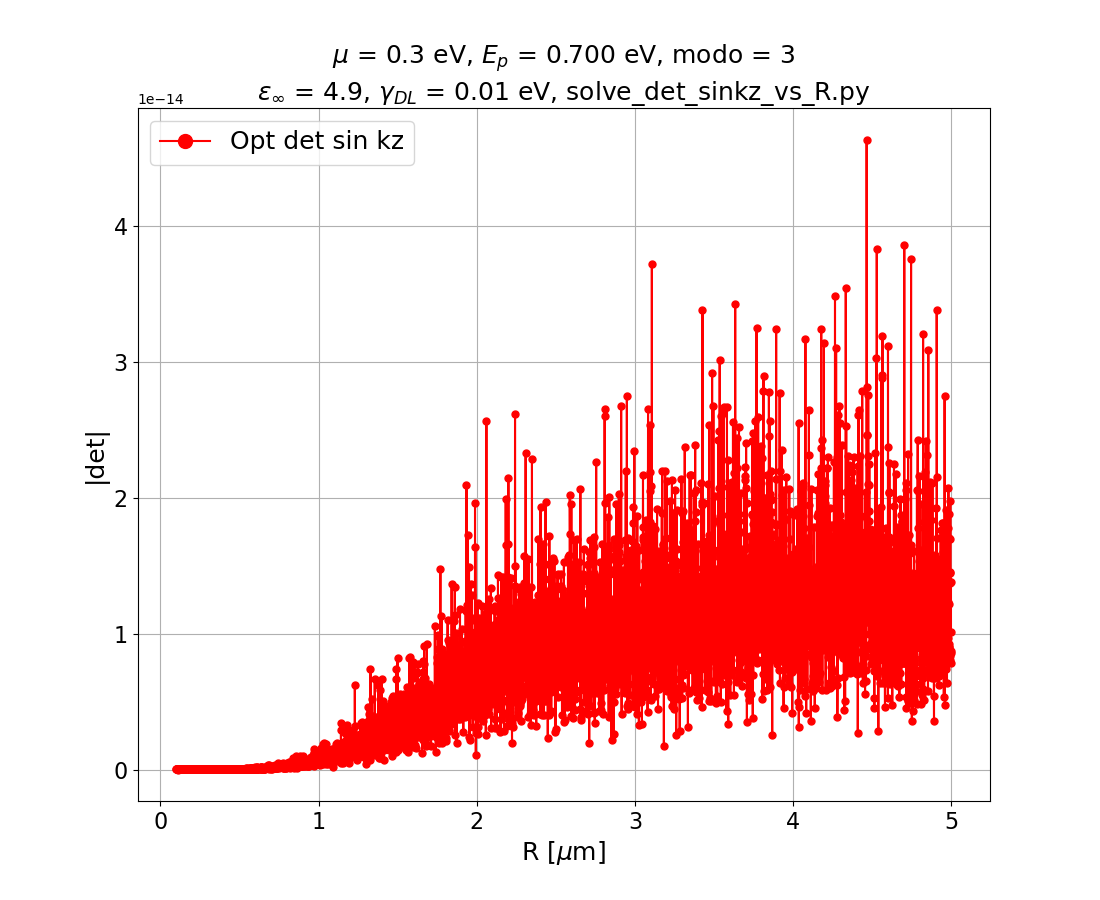 μ = 0.3 eV, E_p = 0.700 eV, modo = 3
ε_∞ = 4.9, γ_DL = 0.01 eV, solve_det_sinkz_vs_R.py
1e−14
Opt det sin kz
4
3
2
1
0
|det|
0 1 2 3 4 5
R [μm]